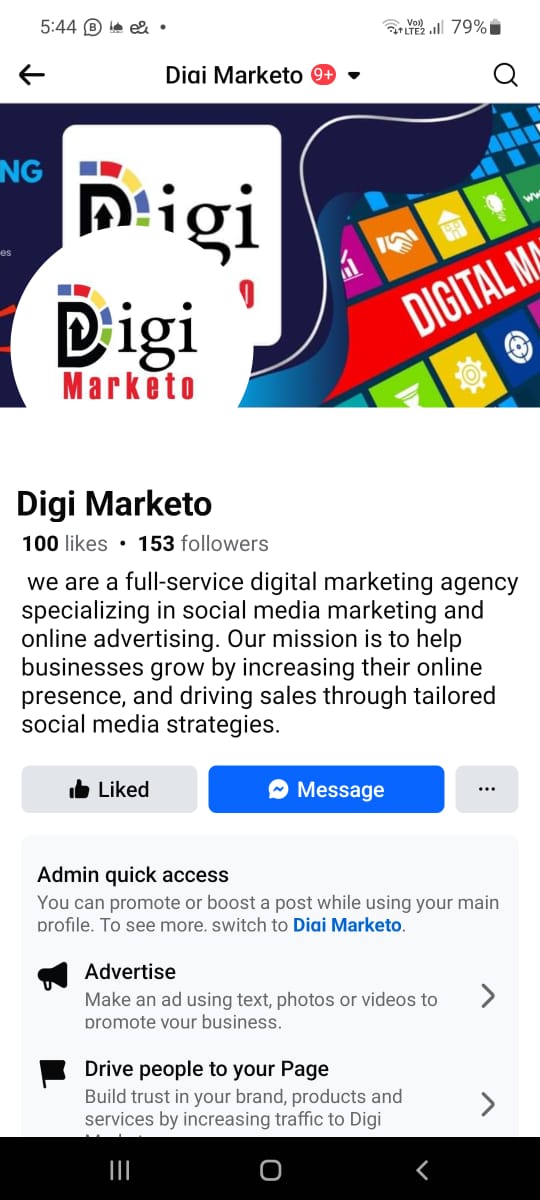 5:44
Vo))
LTE2
79%
Digi Marketo 9+
NG
es
Digi
DIGITAL MA
Digi
Marketo
Digi Marketo
100 likes • 153 followers
we are a full-service digital marketing agency
specializing in social media marketing and
online advertising. Our mission is to help
businesses grow by increasing their online
presence, and driving sales through tailored
social media strategies.
Liked
Message
Admin quick access
You can promote or boost a post while using your main
profile. To see more, switch to Digi Marketo.
Advertise
Make an ad using text, photos or videos to
promote your business.
Drive people to your Page
Build trust in your brand, products and
services by increasing traffic to Digi